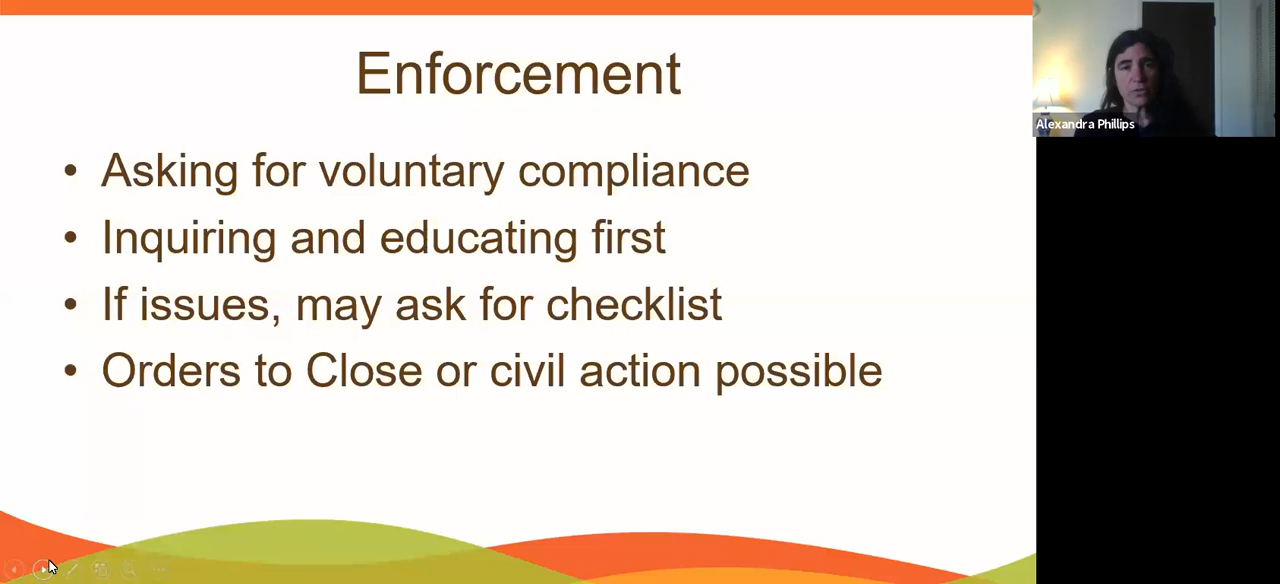 Enforcement
• Asking for voluntary compliance
• Inquiring and educating first
• If issues, may ask for checklist
• Orders to Close or civil action possible
Alexandra Phillips